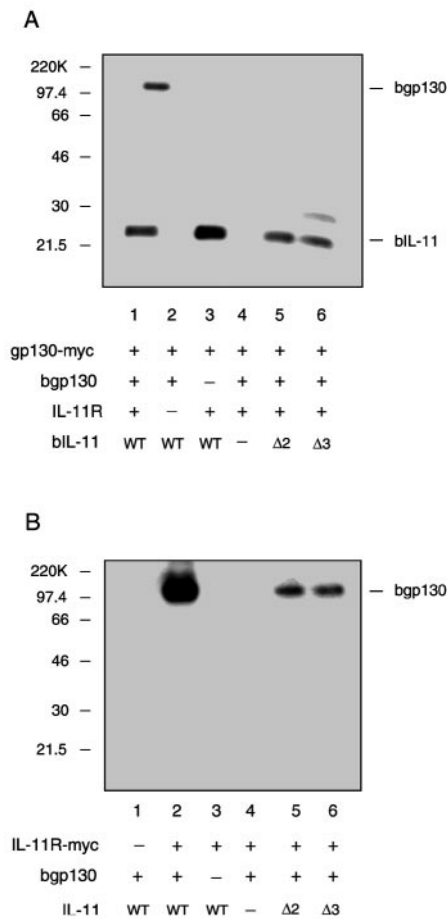 A
220K –
97.4 –
66 –
46 –
30 –
21.5 –
– bgp130
– bIL-11
1 2 3 4 5 6
gp130-myc + + + + + +
bgp130 + + – + + +
IL-11R + – + + + +
bIL-11 WT WT WT – Δ2 Δ3
B
220K –
97.4 –
66 –
46 –
30 –
21.5 –
– bgp130
1 2 3 4 5 6
IL-11R-myc – + + + + +
bgp130 + + – + + +
IL-11 WT WT WT – Δ2 Δ3